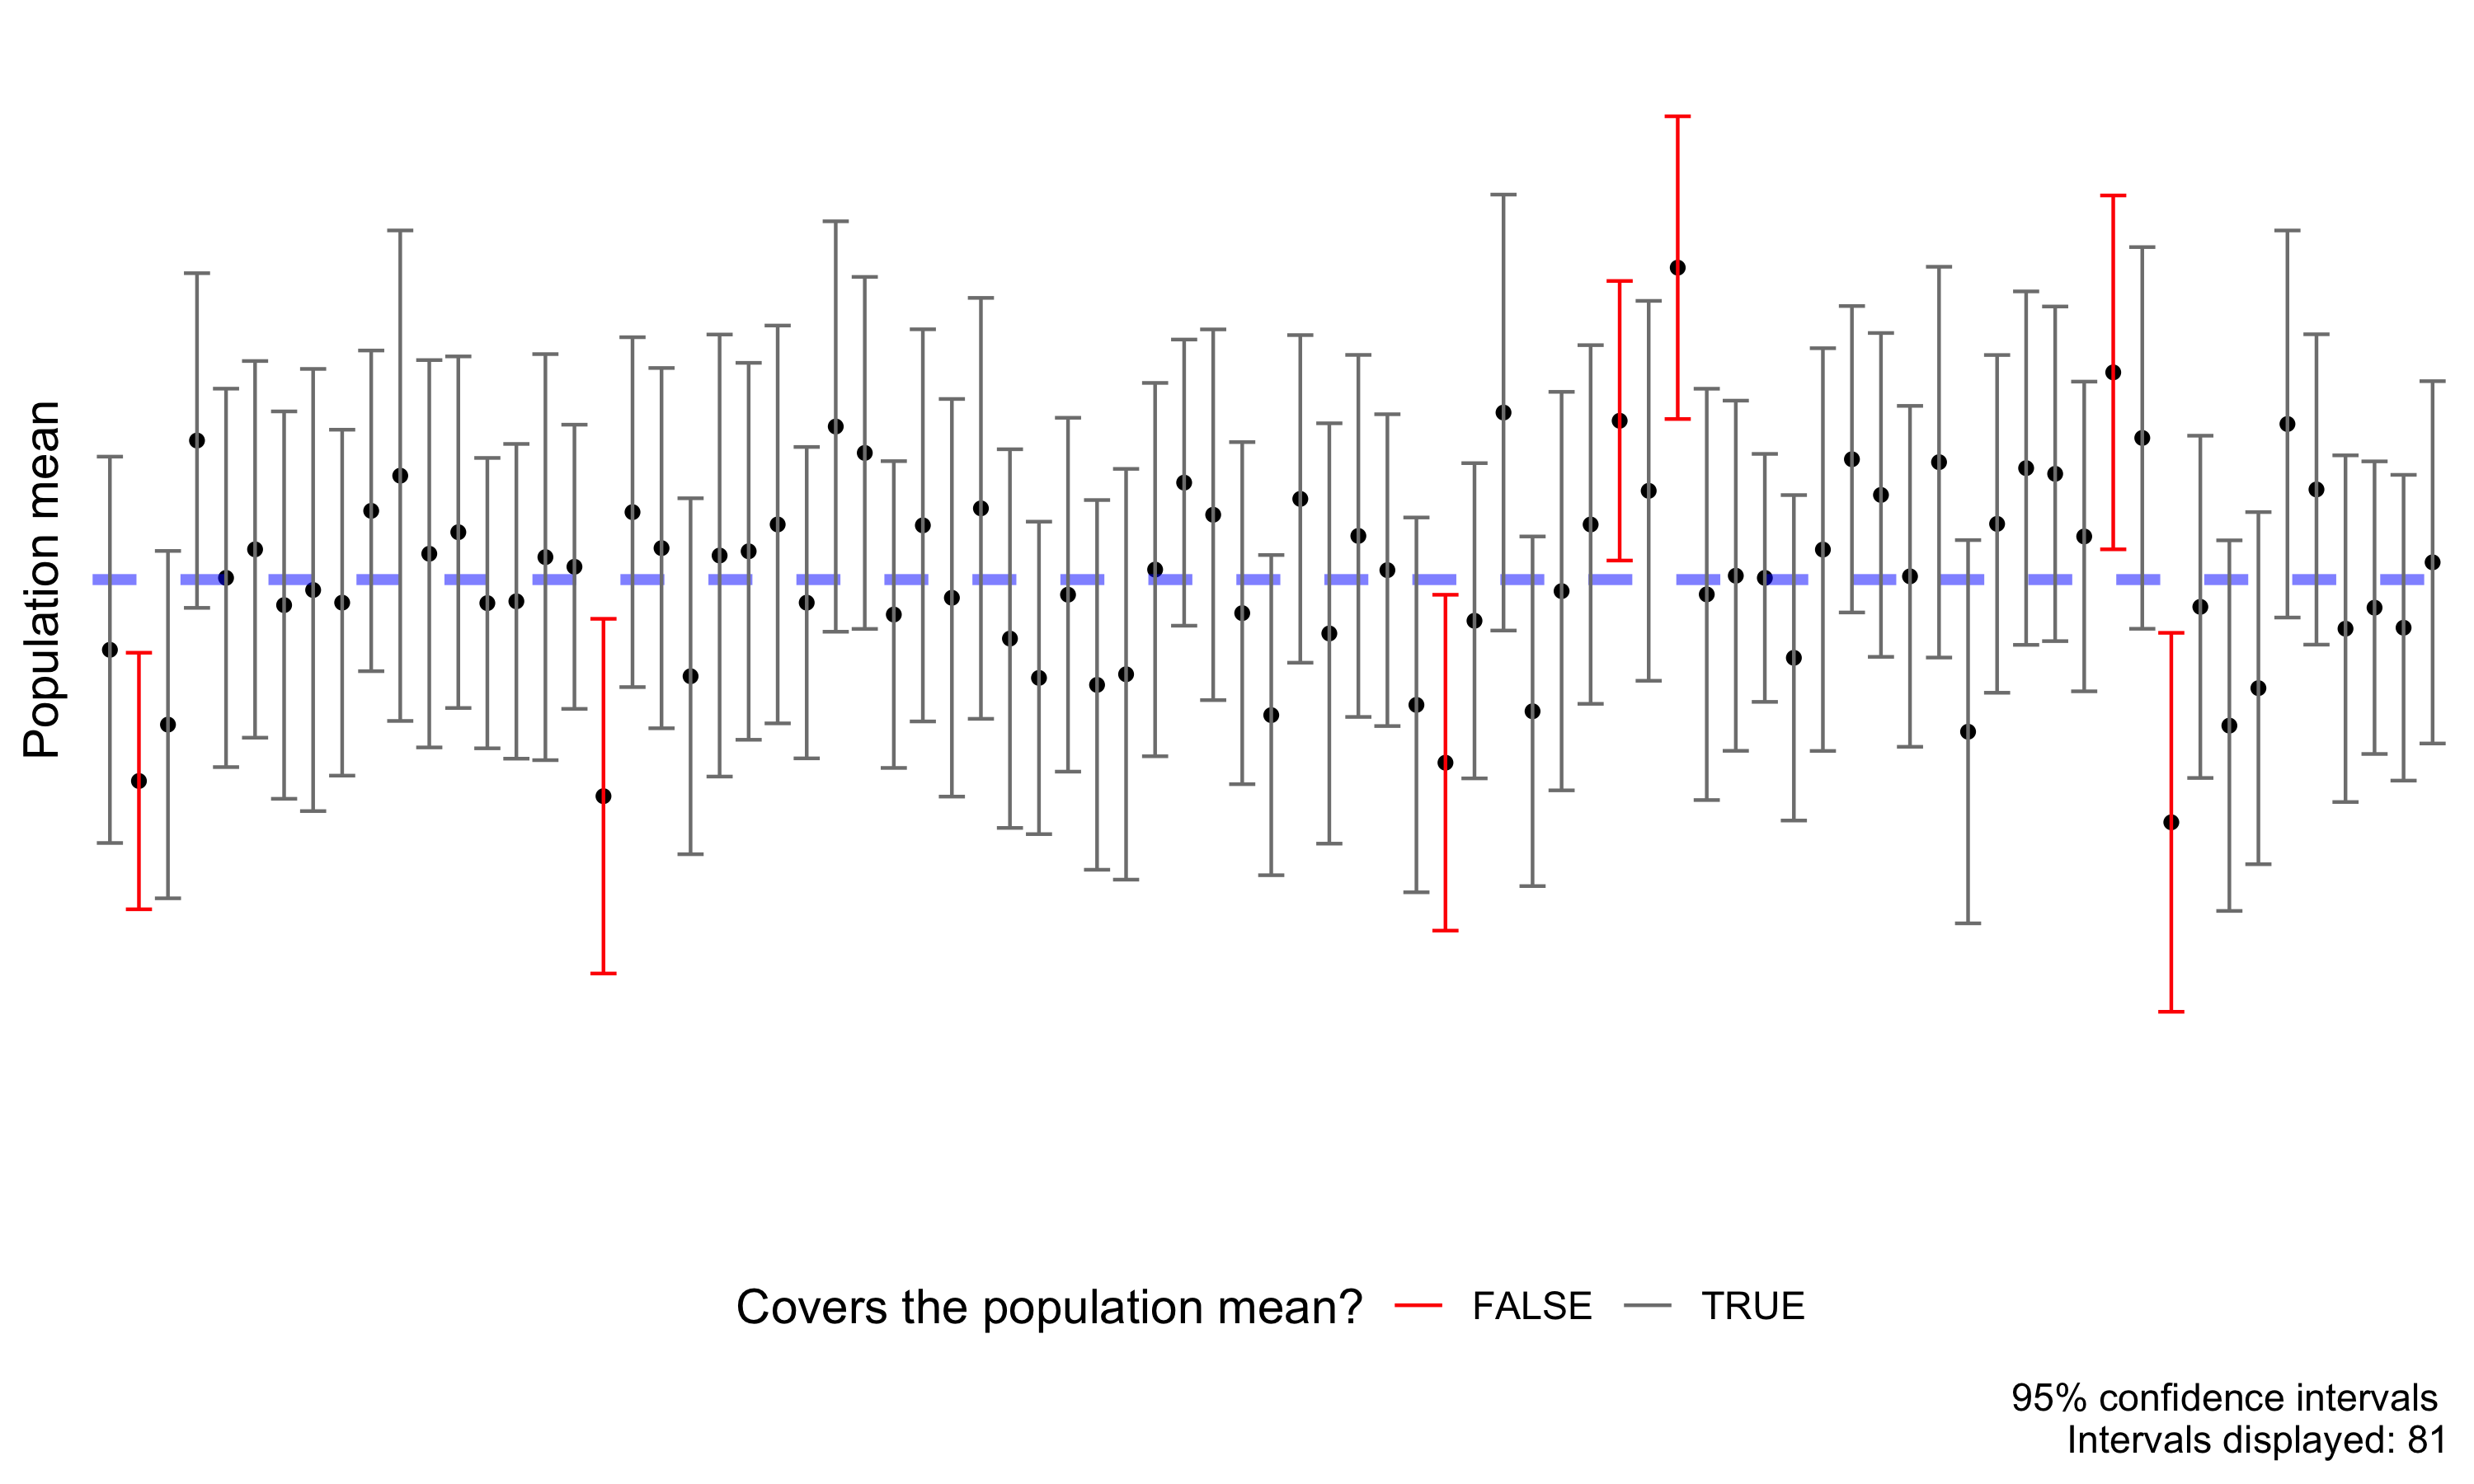 Population mean
Covers the population mean? FALSE TRUE
95% confidence intervals
Intervals displayed: 81